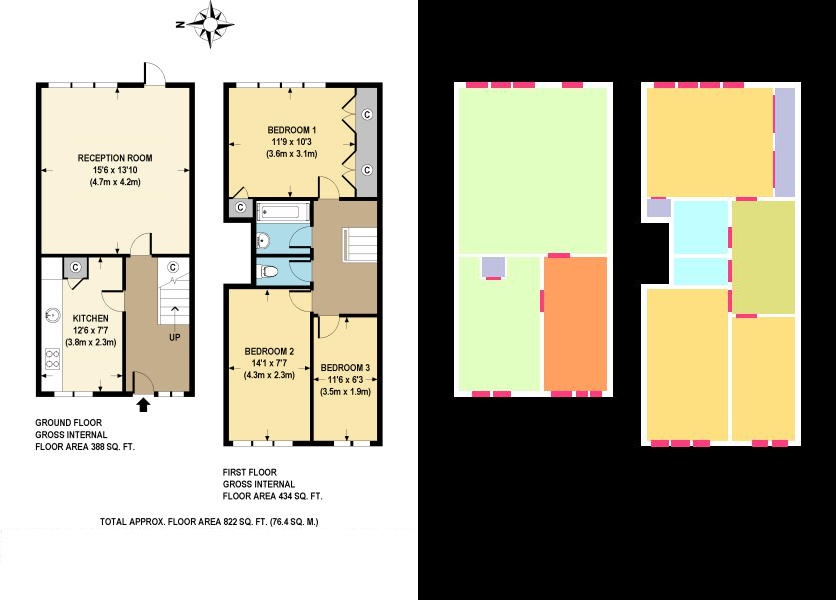 N
RECEPTION ROOM
15'6 x 13'10
(4.7m x 4.2m)
BEDROOM 1
11'9 x 10'3
(3.6m x 3.1m)
C
C
C
C
C
KITCHEN
12'6 x 7'7
(3.8m x 2.3m)
UP
BEDROOM 2
14'1 x 7'7
(4.3m x 2.3m)
BEDROOM 3
11'6 x 6'3
(3.5m x 1.9m)
GROUND FLOOR
GROSS INTERNAL
FLOOR AREA 388 SQ. FT.
FIRST FLOOR
GROSS INTERNAL
FLOOR AREA 434 SQ. FT.
TOTAL APPROX. FLOOR AREA 822 SQ. FT. (76.4 SQ. M.)